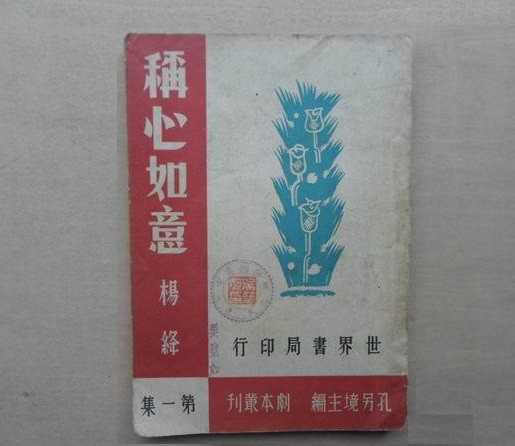 稱心如意
楊絳
世界書局印行
孔另境主編 劇本叢刊 第一集